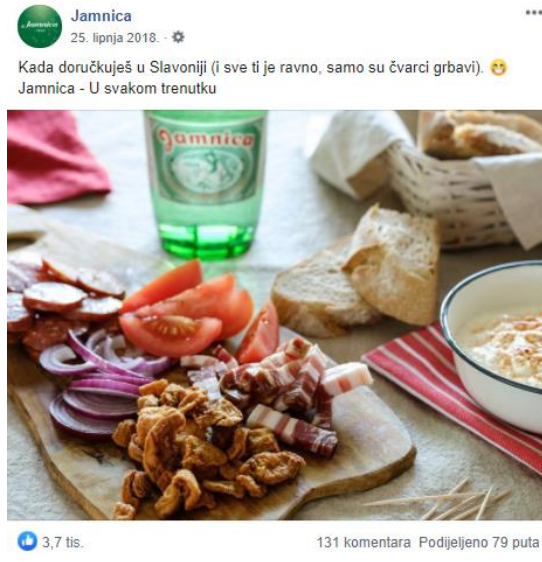 Jamnica
Jamnica
25. lipnja 2018. ·
Kada doručkuješ u Slavoniji (i sve ti je ravno, samo su čvarci grbavi). 😁
Jamnica - U svakom trenutku
Jamnica
3,7 tis.
131 komentara Podijeljeno 79 puta